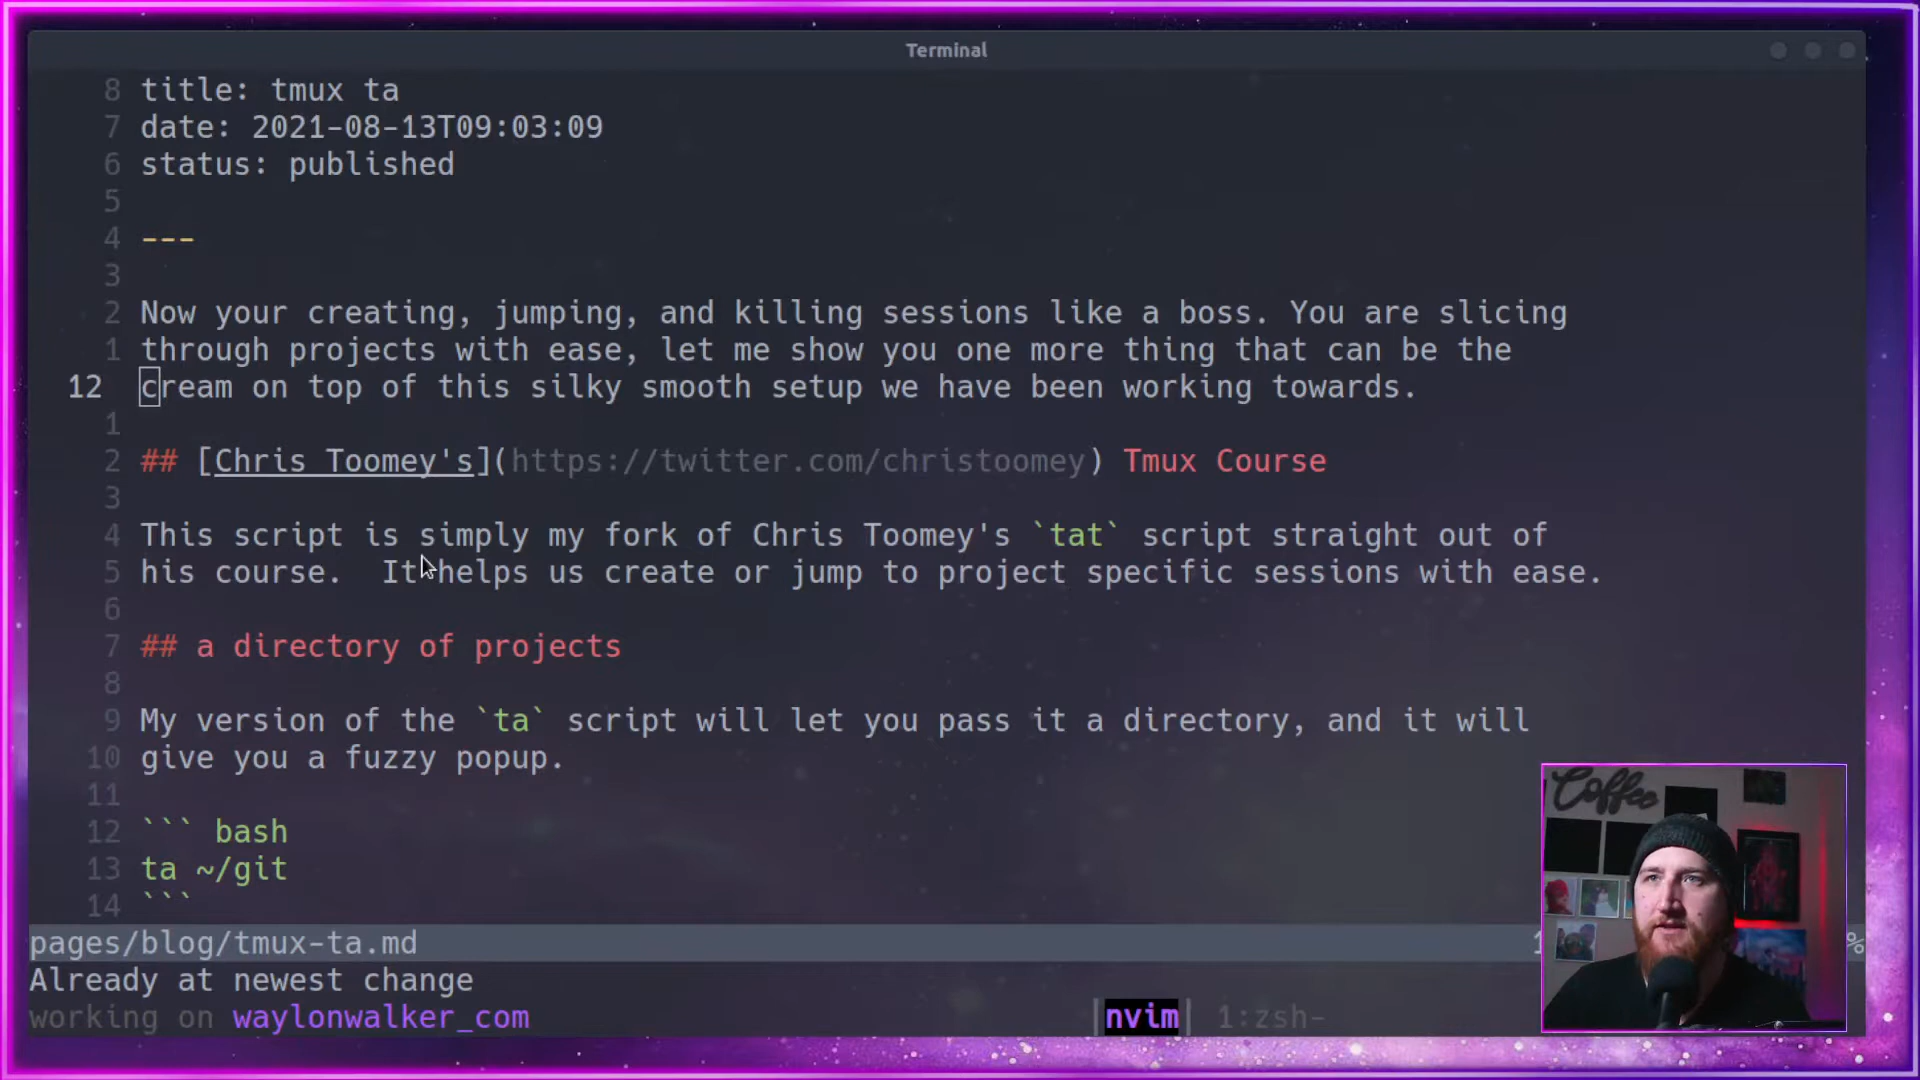 Terminal
8 title: tmux ta
7 date: 2021-08-13T09:03:09
6 status: published
5
4 ---
3
2 Now your creating, jumping, and killing sessions like a boss. You are slicing
1 through projects with ease, let me show you one more thing that can be the
12 cream on top of this silky smooth setup we have been working towards.
1
2 ## [Chris Toomey's](https://twitter.com/christoomey) Tmux Course
3
4 This script is simply my fork of Chris Toomey's `tat` script straight out of
5 his course.  It helps us create or jump to project specific sessions with ease.
6
7 ## a directory of projects
8
9 My version of the `ta` script will let you pass it a directory, and it will
10 give you a fuzzy popup.
11
12 ``` bash
13 ta ~/git
14 ```
Coffee
pages/blog/tmux-ta.md 1 %
Already at newest change
working on waylonwalker_com |nvim| 1:zsh-